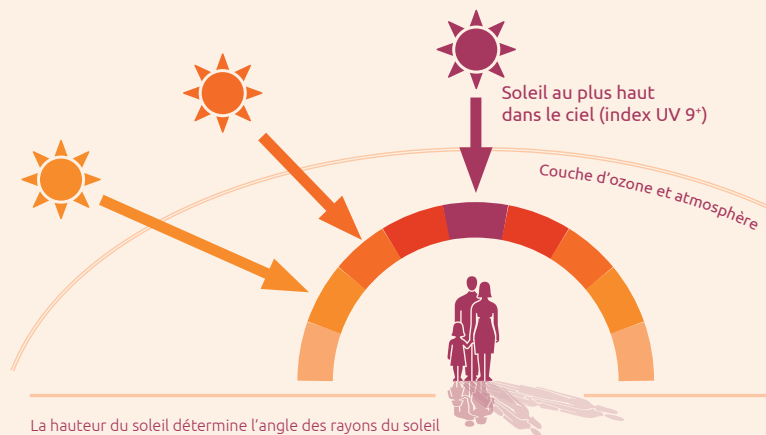 Soleil au plus haut
dans le ciel (index UV 9⁺)
Couche d’ozone et atmosphère
La hauteur du soleil détermine l’angle des rayons du soleil